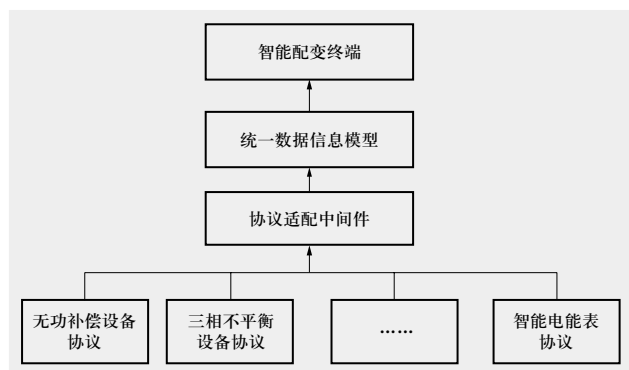 智能配变终端
统一数据信息模型
协议适配中间件
无功补偿设备
协议
三相不平衡
设备协议
……
智能电能表
协议